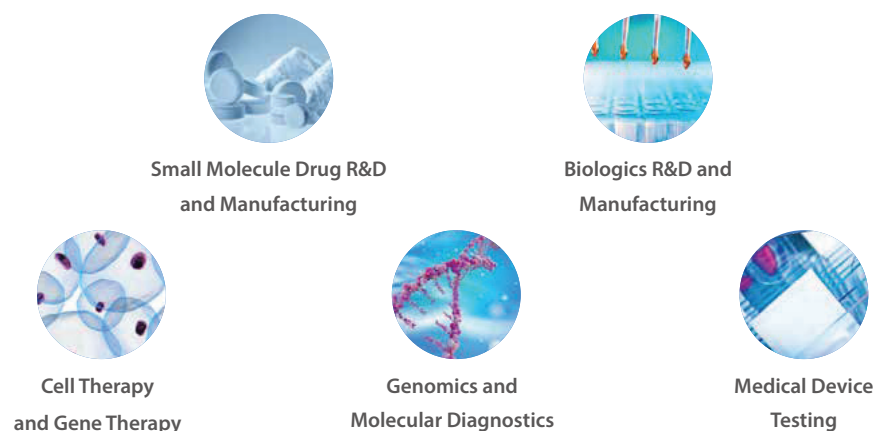 Small Molecule Drug R&D
and Manufacturing
Biologics R&D and
Manufacturing
Cell Therapy
and Gene Therapy
Genomics and
Molecular Diagnostics
Medical Device
Testing